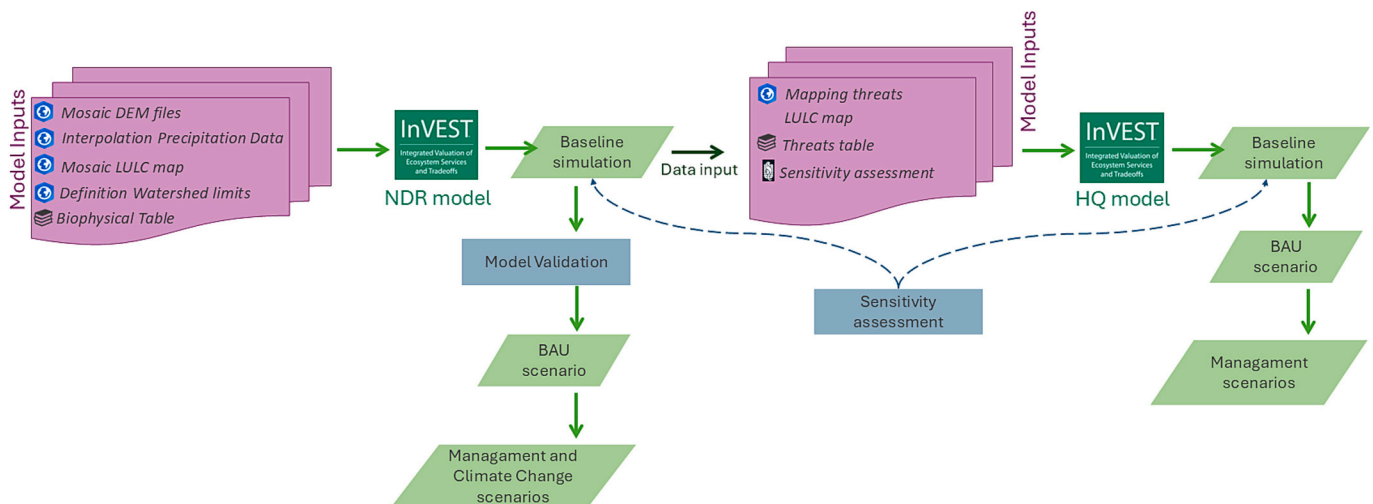 Model Inputs
Mosaic DEM files
Interpolation Precipitation Data
Mosaic LULC map
Definition Watershed limits
Biophysical Table
InVEST
Integrated Valuation of
Ecosystem Services
and Tradeoffs
NDR model
Baseline
simulation
Data input
Mapping threats
LULC map
Threats table
Sensitivity assessment
Model Inputs
InVEST
Integrated Valuation of
Ecosystem Services
and Tradeoffs
HQ model
Baseline
simulation
Model Validation
BAU
scenario
Managament and
Climate Change
scenarios
Sensitivity
assessment
BAU
scenario
Managament
scenarios